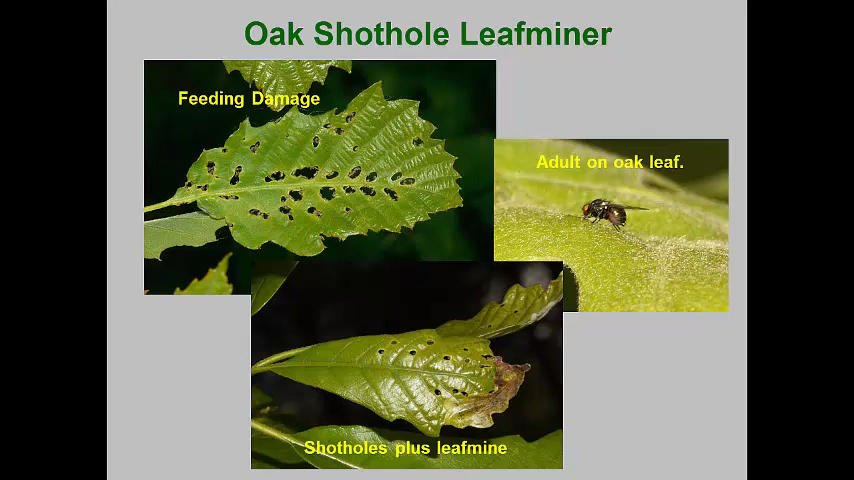 Oak Shothole Leafminer
Feeding Damage
Adult on oak leaf.
Shotholes plus leafmine